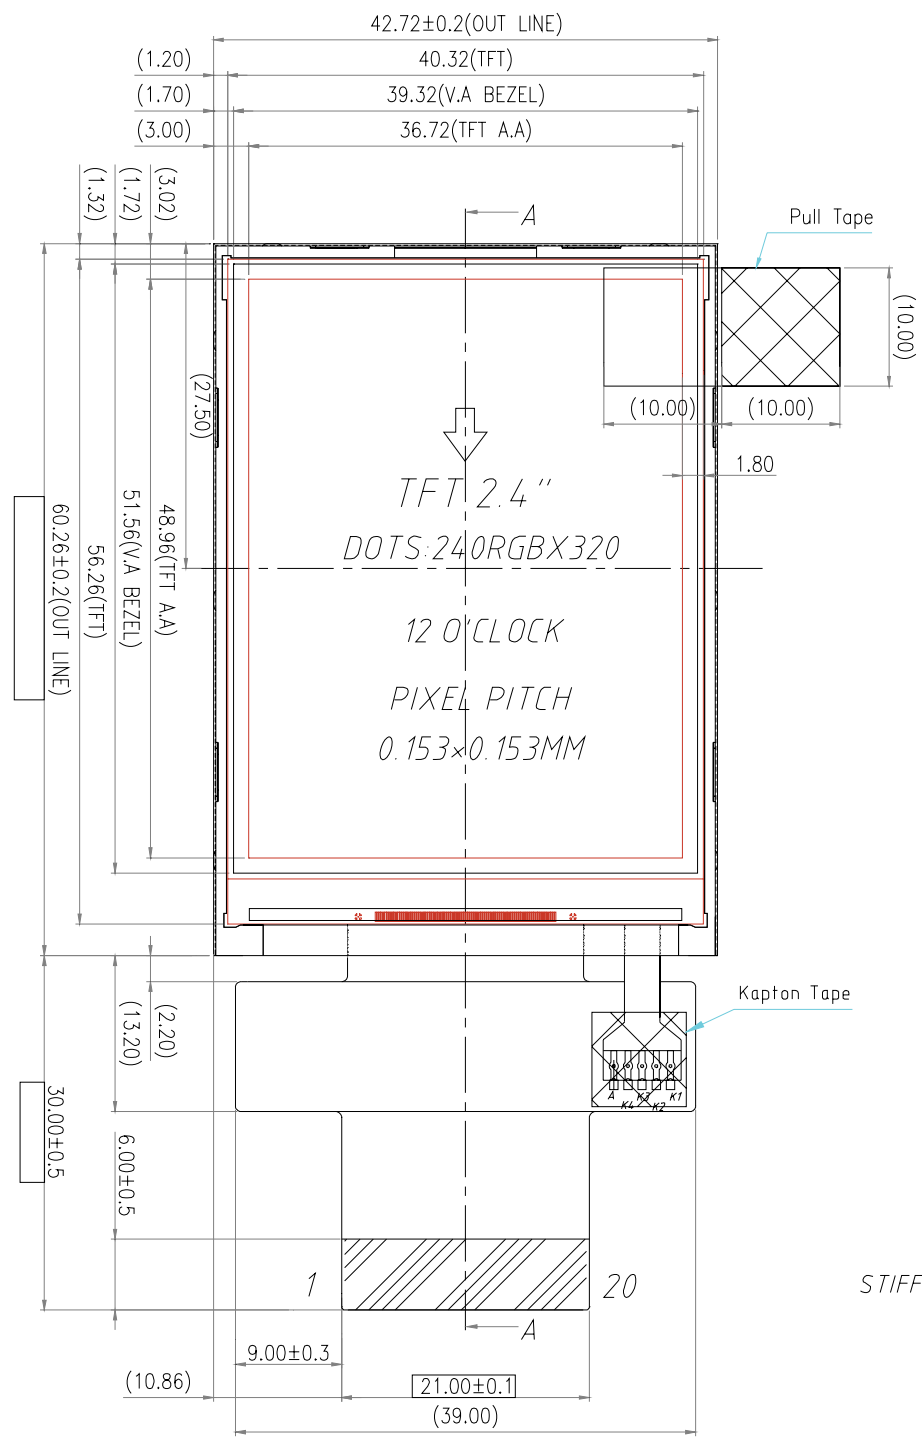 42.72±0.2(OUT LINE)
(1.20)
40.32(TFT)
(1.70)
39.32(V.A BEZEL)
(3.00)
36.72(TFT A.A)
(1.32)
(1.72)
(3.02)
A
Pull Tape
(10.00)
(27.50)
(10.00)
(10.00)
1.80
TFT 2.4"
DOTS:240RGBX320
12 O'CLOCK
PIXEL PITCH
0.153×0.153MM
60.26±0.2(OUT LINE)
56.26(TFT)
51.56(V.A BEZEL)
48.96(TFT A.A)
Kapton Tape
(13.20)
(2.20)
A
K4
K3
K2
K1
30.00±0.5
6.00±0.5
1
20
STIFF
A
9.00±0.3
(10.86)
21.00±0.1
(39.00)